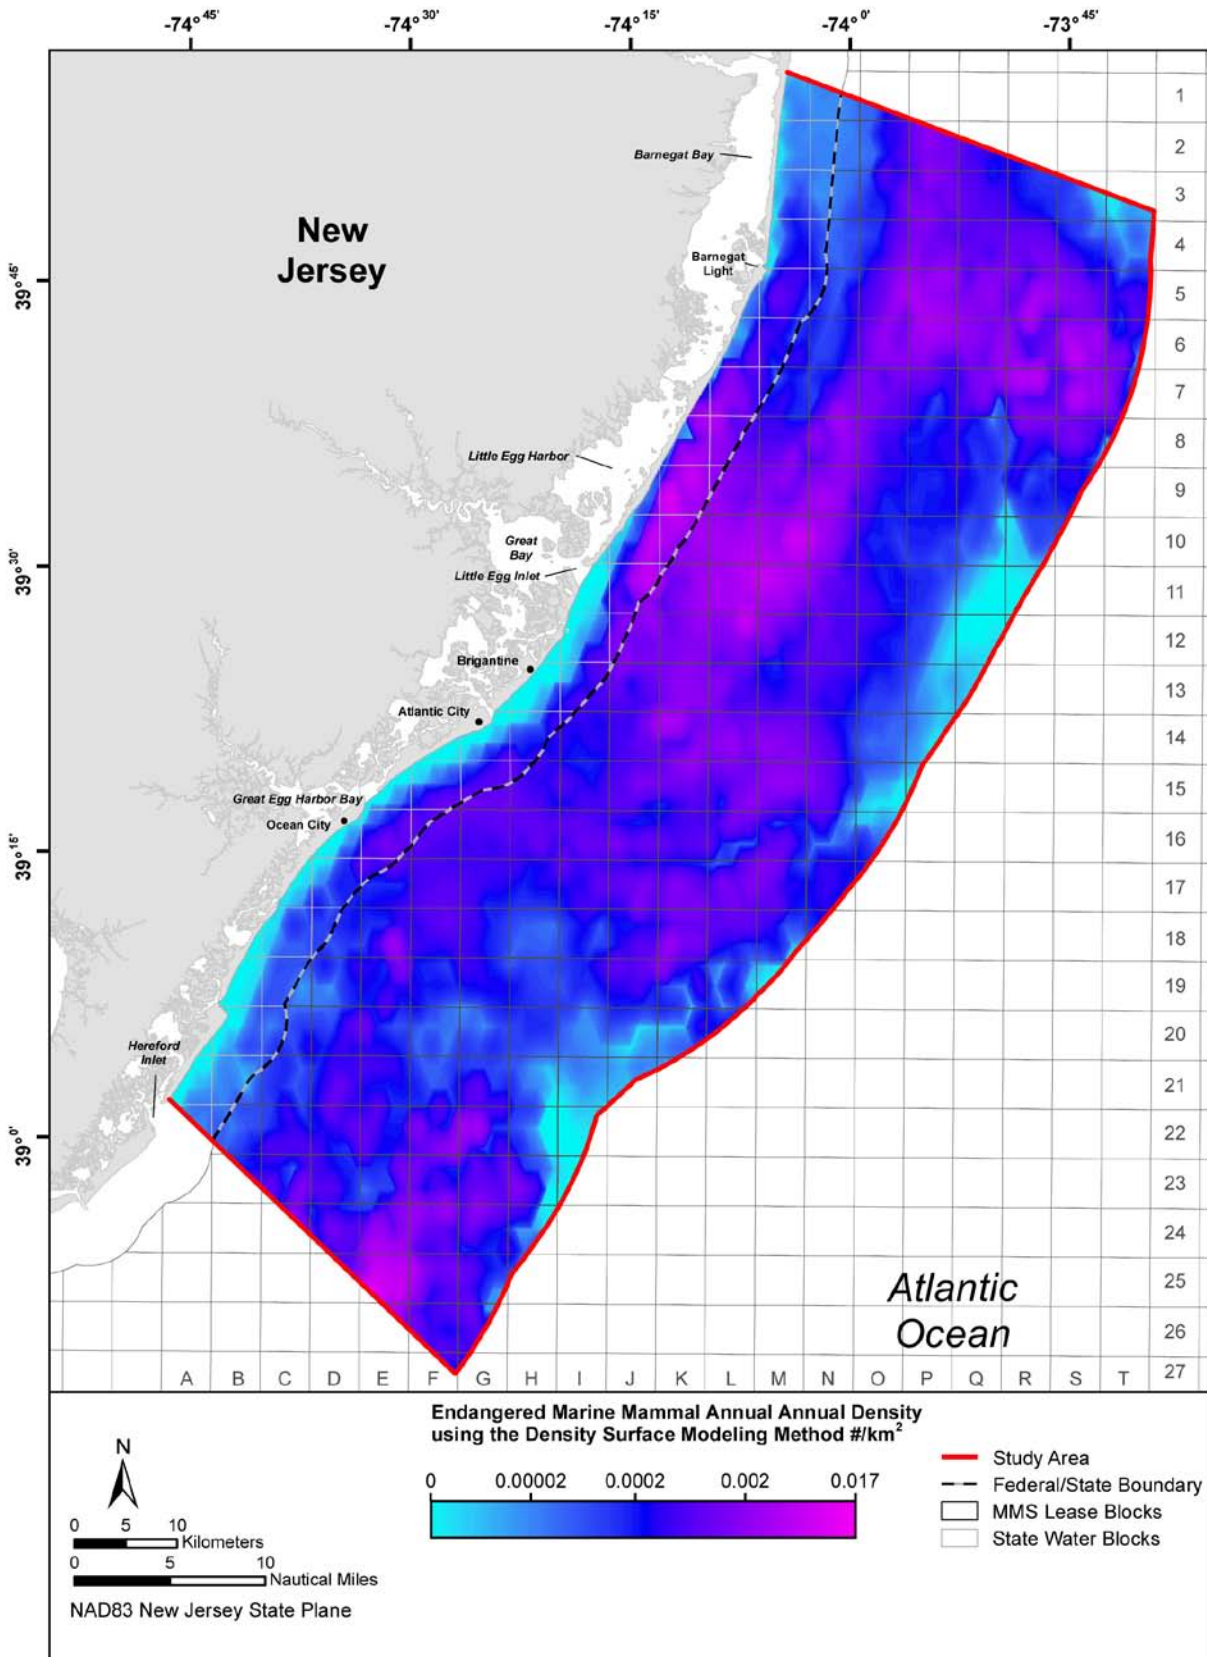 -74°45'
-74°30'
-74°15'
-74°0'
-73°45'
1
2
Barnegat Bay
3
New
Jersey
4
Barnegat
Light
39°45'
5
6
7
8
Little Egg Harbor
9
Great
Bay
10
39°30'
Little Egg Inlet
11
12
Brigantine
13
Atlantic City
14
15
Great Egg Harbor Bay
Ocean City
16
39°15'
17
18
19
20
Hereford
Inlet
21
22
39°0'
23
24
25
Atlantic
Ocean
26
27
A B C D E F G H I J K L M N O P Q R S T
Endangered Marine Mammal Annual Annual Density
using the Density Surface Modeling Method #/km²
0 0.00002 0.0002 0.002 0.017
Study Area
Federal/State Boundary
MMS Lease Blocks
State Water Blocks
N
0 5 10
Kilometers
0 5 10
Nautical Miles
NAD83 New Jersey State Plane